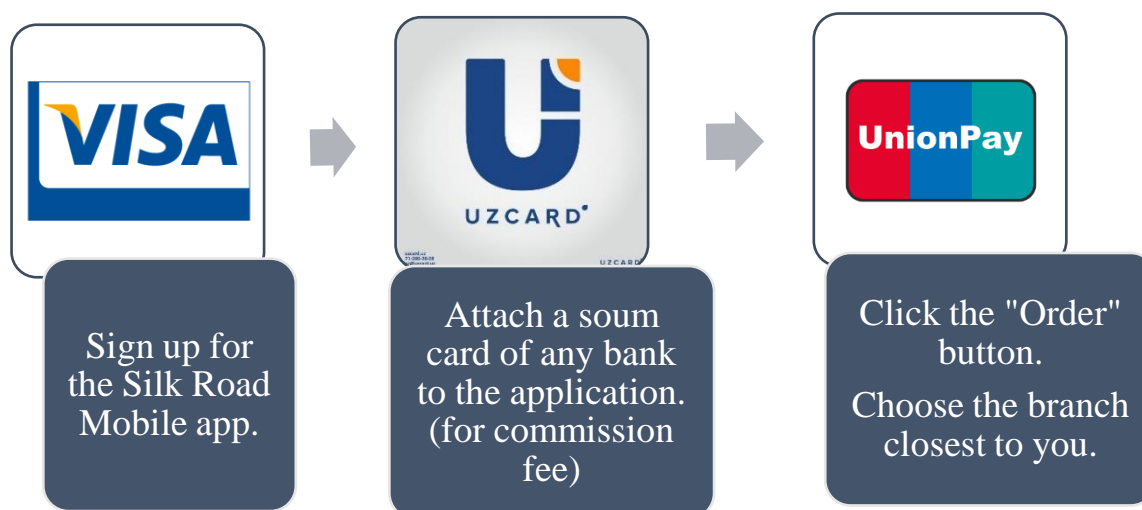 VISA
UZCARD
UZCARD
UnionPay
Sign up for
the Silk Road
Mobile app.
Attach a soum
card of any bank
to the application.
(for commission
fee)
Click the "Order"
button.
Choose the branch
closest to you.